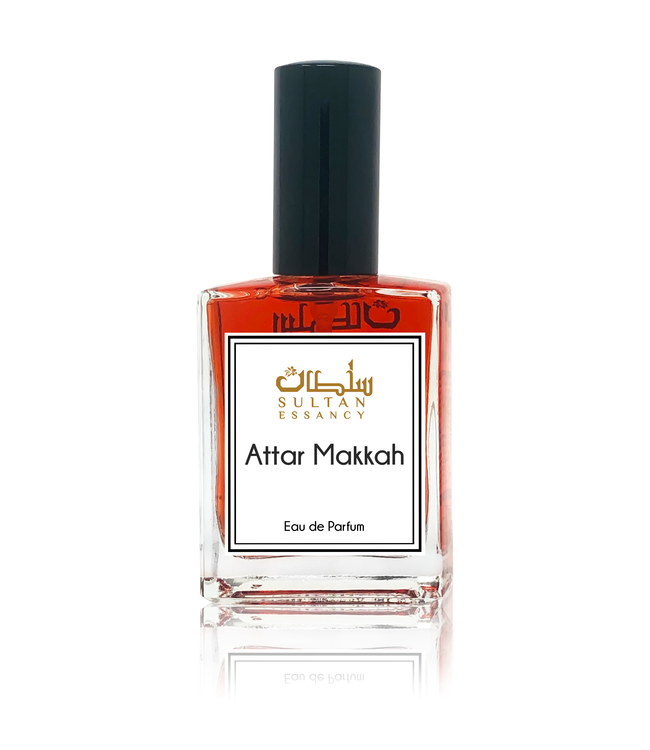 سلطان
SULTAN
ESSANCY
Attar Makkah
Eau de Parfum